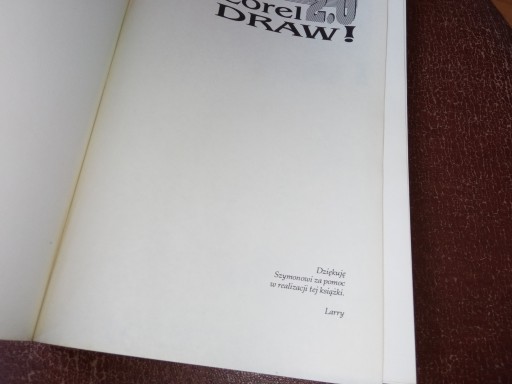 Corel 2.0
DRAW!
Dziękuję
Szymonowi za pomoc
w realizacji tej książki.
Larry